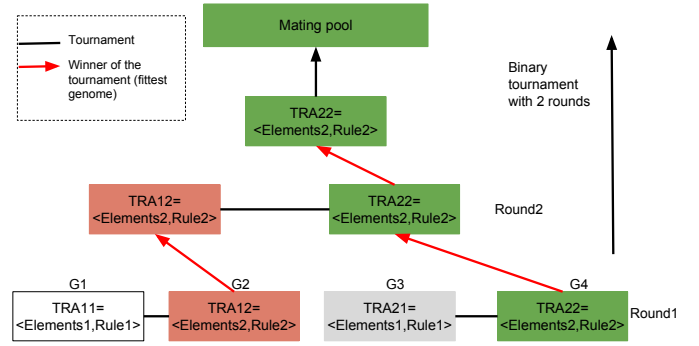 Tournament
Winner of the
tournament (fittest
genome)
Mating pool
Binary
tournament
with 2 rounds
TRA22=
<Elements2,Rule2>
TRA12=
<Elements2,Rule2>
TRA22=
<Elements2,Rule2>
Round2
G1
G2
G3
G4
TRA11=
<Elements1,Rule1>
TRA12=
<Elements2,Rule2>
TRA21=
<Elements1,Rule1>
TRA22=
<Elements2,Rule2>
Round1